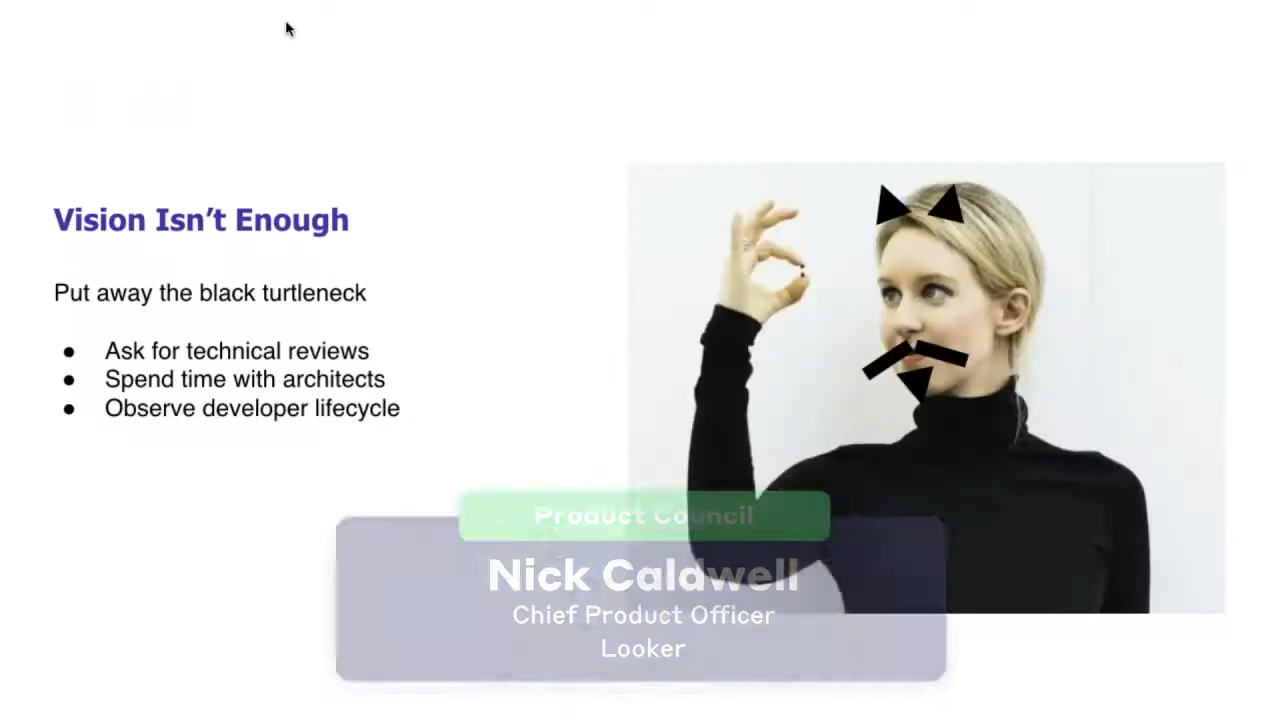 Vision Isn’t Enough
Put away the black turtleneck
● Ask for technical reviews
● Spend time with architects
● Observe developer lifecycle
Product Council
Nick Caldwell
Chief Product Officer
Looker